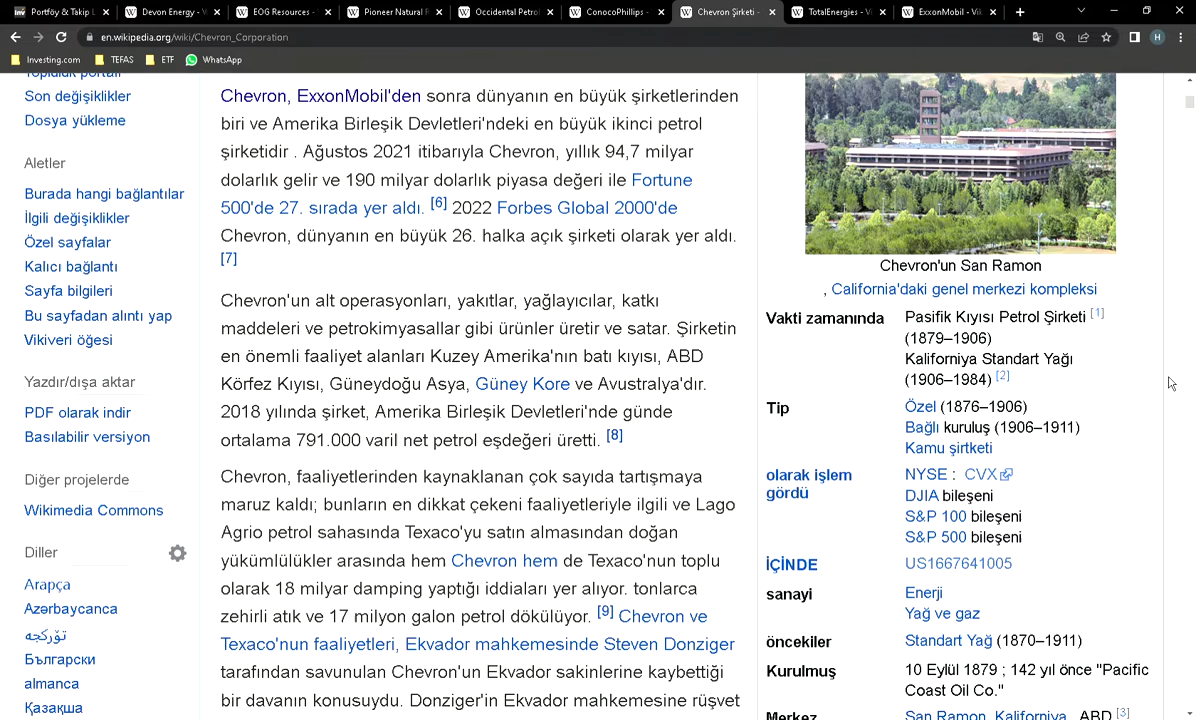 Portföy & Takip L
Devon Energy - V
EOG Resources -
Pioneer Natural R
Occidental Petrol
ConocoPhillips -
Chevron Şirketi -
TotalEnergies - Vi
ExxonMobil - Vik
en.wikipedia.org/wiki/Chevron_Corporation
H
Investing.com
TEFAS
ETF
WhatsApp
Topluluk portalı
Son değişiklikler
Dosya yükleme
Aletler
Burada hangi bağlantılar
İlgili değişiklikler
Özel sayfalar
Kalıcı bağlantı
Sayfa bilgileri
Bu sayfadan alıntı yap
Vikiveri öğesi
Yazdır/dışa aktar
PDF olarak indir
Basılabilir versiyon
Diğer projelerde
Wikimedia Commons
Diller
Arapça
Azərbaycanca
تۆرکجه
Български
almanca
Қазақша
Chevron, ExxonMobil'den sonra dünyanın en büyük şirketlerinden
biri ve Amerika Birleşik Devletleri'ndeki en büyük ikinci petrol
şirketidir . Ağustos 2021 itibarıyla Chevron, yıllık 94,7 milyar
dolarlık gelir ve 190 milyar dolarlık piyasa değeri ile Fortune
500'de 27. sırada yer aldı. [6] 2022 Forbes Global 2000'de
Chevron, dünyanın en büyük 26. halka açık şirketi olarak yer aldı.
[7]
Chevron'un alt operasyonları, yakıtlar, yağlayıcılar, katkı
maddeleri ve petrokimyasallar gibi ürünler üretir ve satar. Şirketin
en önemli faaliyet alanları Kuzey Amerika'nın batı kıyısı, ABD
Körfez Kıyısı, Güneydoğu Asya, Güney Kore ve Avustralya'dır.
2018 yılında şirket, Amerika Birleşik Devletleri'nde günde
ortalama 791.000 varil net petrol eşdeğeri üretti. [8]
Chevron, faaliyetlerinden kaynaklanan çok sayıda tartışmaya
maruz kaldı; bunların en dikkat çekeni faaliyetleriyle ilgili ve Lago
Agrio petrol sahasında Texaco'yu satın almasından doğan
yükümlülükler arasında hem Chevron hem de Texaco'nun toplu
olarak 18 milyar damping yaptığı iddiaları yer alıyor. tonlarca
zehirli atık ve 17 milyon galon petrol dökülüyor. [9] Chevron ve
Texaco'nun faaliyetleri, Ekvador mahkemesinde Steven Donziger
tarafından savunulan Chevron'un Ekvador sakinlerine kaybettiği
bir davanın konusuydu. Donziger'in Ekvador mahkemesine rüşvet
Chevron'un San Ramon
, California'daki genel merkezi kompleksi
Vakti zamanında Pasifik Kıyısı Petrol Şirketi [1]
(1879–1906)
Kaliforniya Standart Yağı
(1906–1984) [2]
Tip Özel (1876–1906)
Bağlı kuruluş (1906–1911)
Kamu şirtketi
olarak işlem NYSE : CVX
gördü DJIA bileşeni
S&P 100 bileşeni
S&P 500 bileşeni
İÇİNDE US1667641005
sanayi Enerji
Yağ ve gaz
öncekiler Standart Yağ (1870–1911)
Kurulmuş 10 Eylül 1879 ; 142 yıl önce "Pacific
Coast Oil Co."
Merkez San Ramon, Kaliforniya , ABD [3]